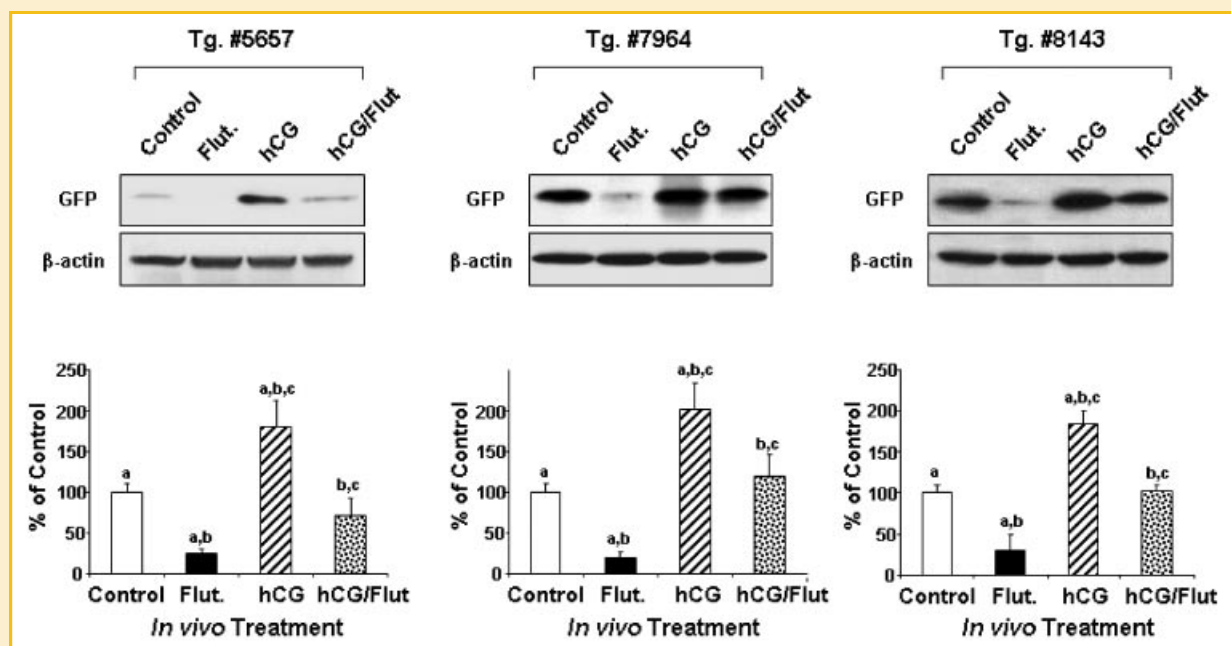 Tg. #5657
Control Flut. hCG hCG/Flut
GFP
β-actin
% of Control
250
200
150
100
50
0
a
a,b
a,b,c
b,c
Control Flut. hCG hCG/Flut
In vivo Treatment
Tg. #7964
Control Flut. hCG hCG/Flut
GFP
β-actin
% of Control
250
200
150
100
50
0
a
a,b
a,b,c
b,c
Control Flut. hCG hCG/Flut
In vivo Treatment
Tg. #8143
Control Flut. hCG hCG/Flut
GFP
β-actin
% of Control
250
200
150
100
50
0
a
a,b
a,b,c
b,c
Control Flut. hCG hCG/Flut
In vivo Treatment